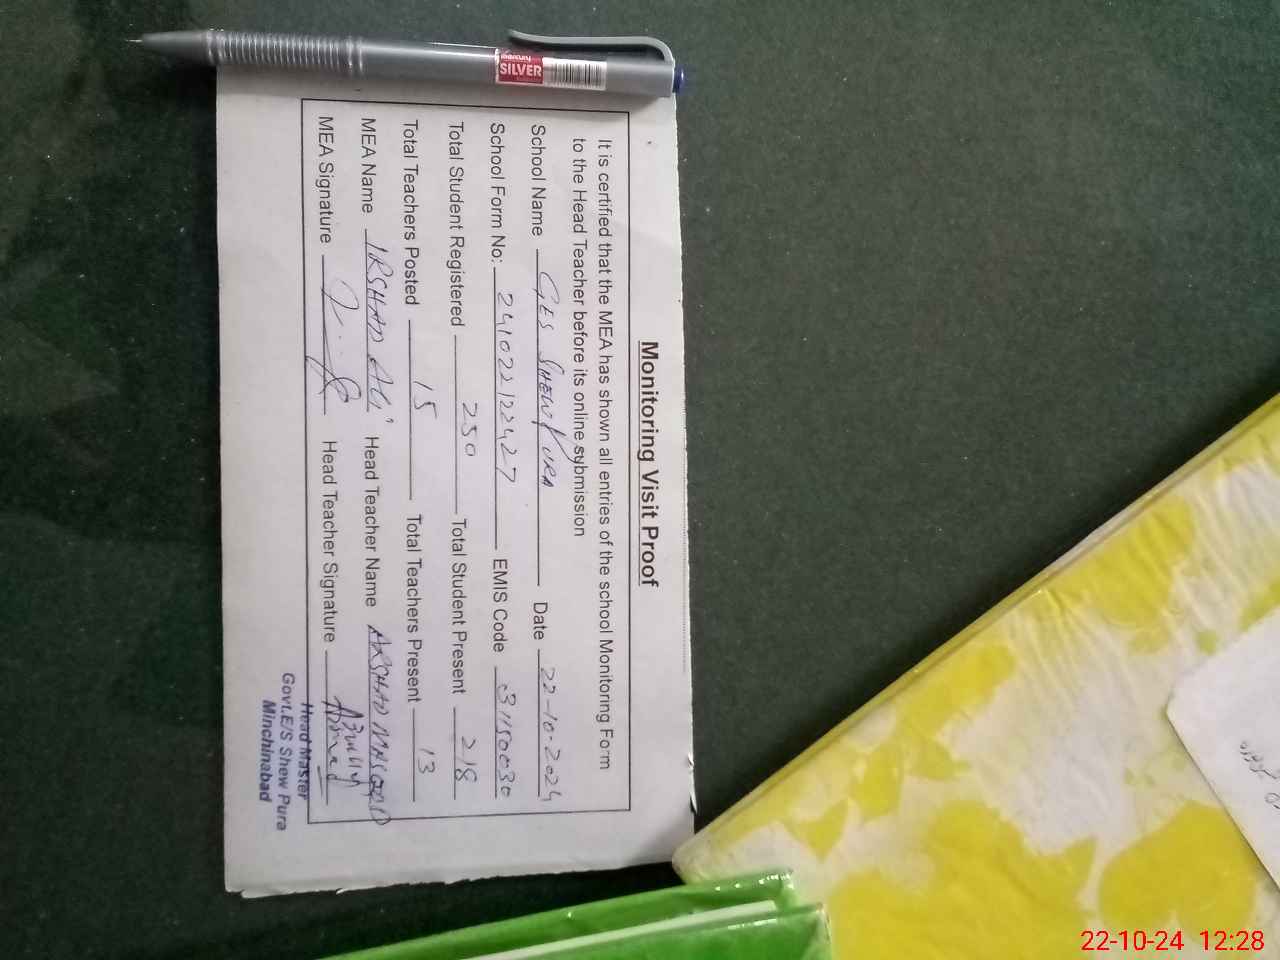 Monitoring Visit Proof
It is certified that the MEA has shown all entries of the school Monitoring Form
to the Head Teacher before its online submission
School Name GES SHEW PURA Date 22-10-2024
School Form No: 241022122427 EMIS Code 31150030
Total Student Registered 250 Total Student Present 218
Total Teachers Posted 15 Total Teachers Present 13
MEA Name IRSHAD ALI Head Teacher Name ARSHAD MASOOD
MEA Signature Head Teacher Signature
Head Master
Govt.E/S Shew Pura
Minchinabad
mercury
SILVER
22-10-24 12:28